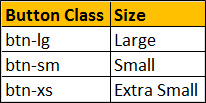 Button Class Size
btn-lg Large
btn-sm Small
btn-xs Extra Small